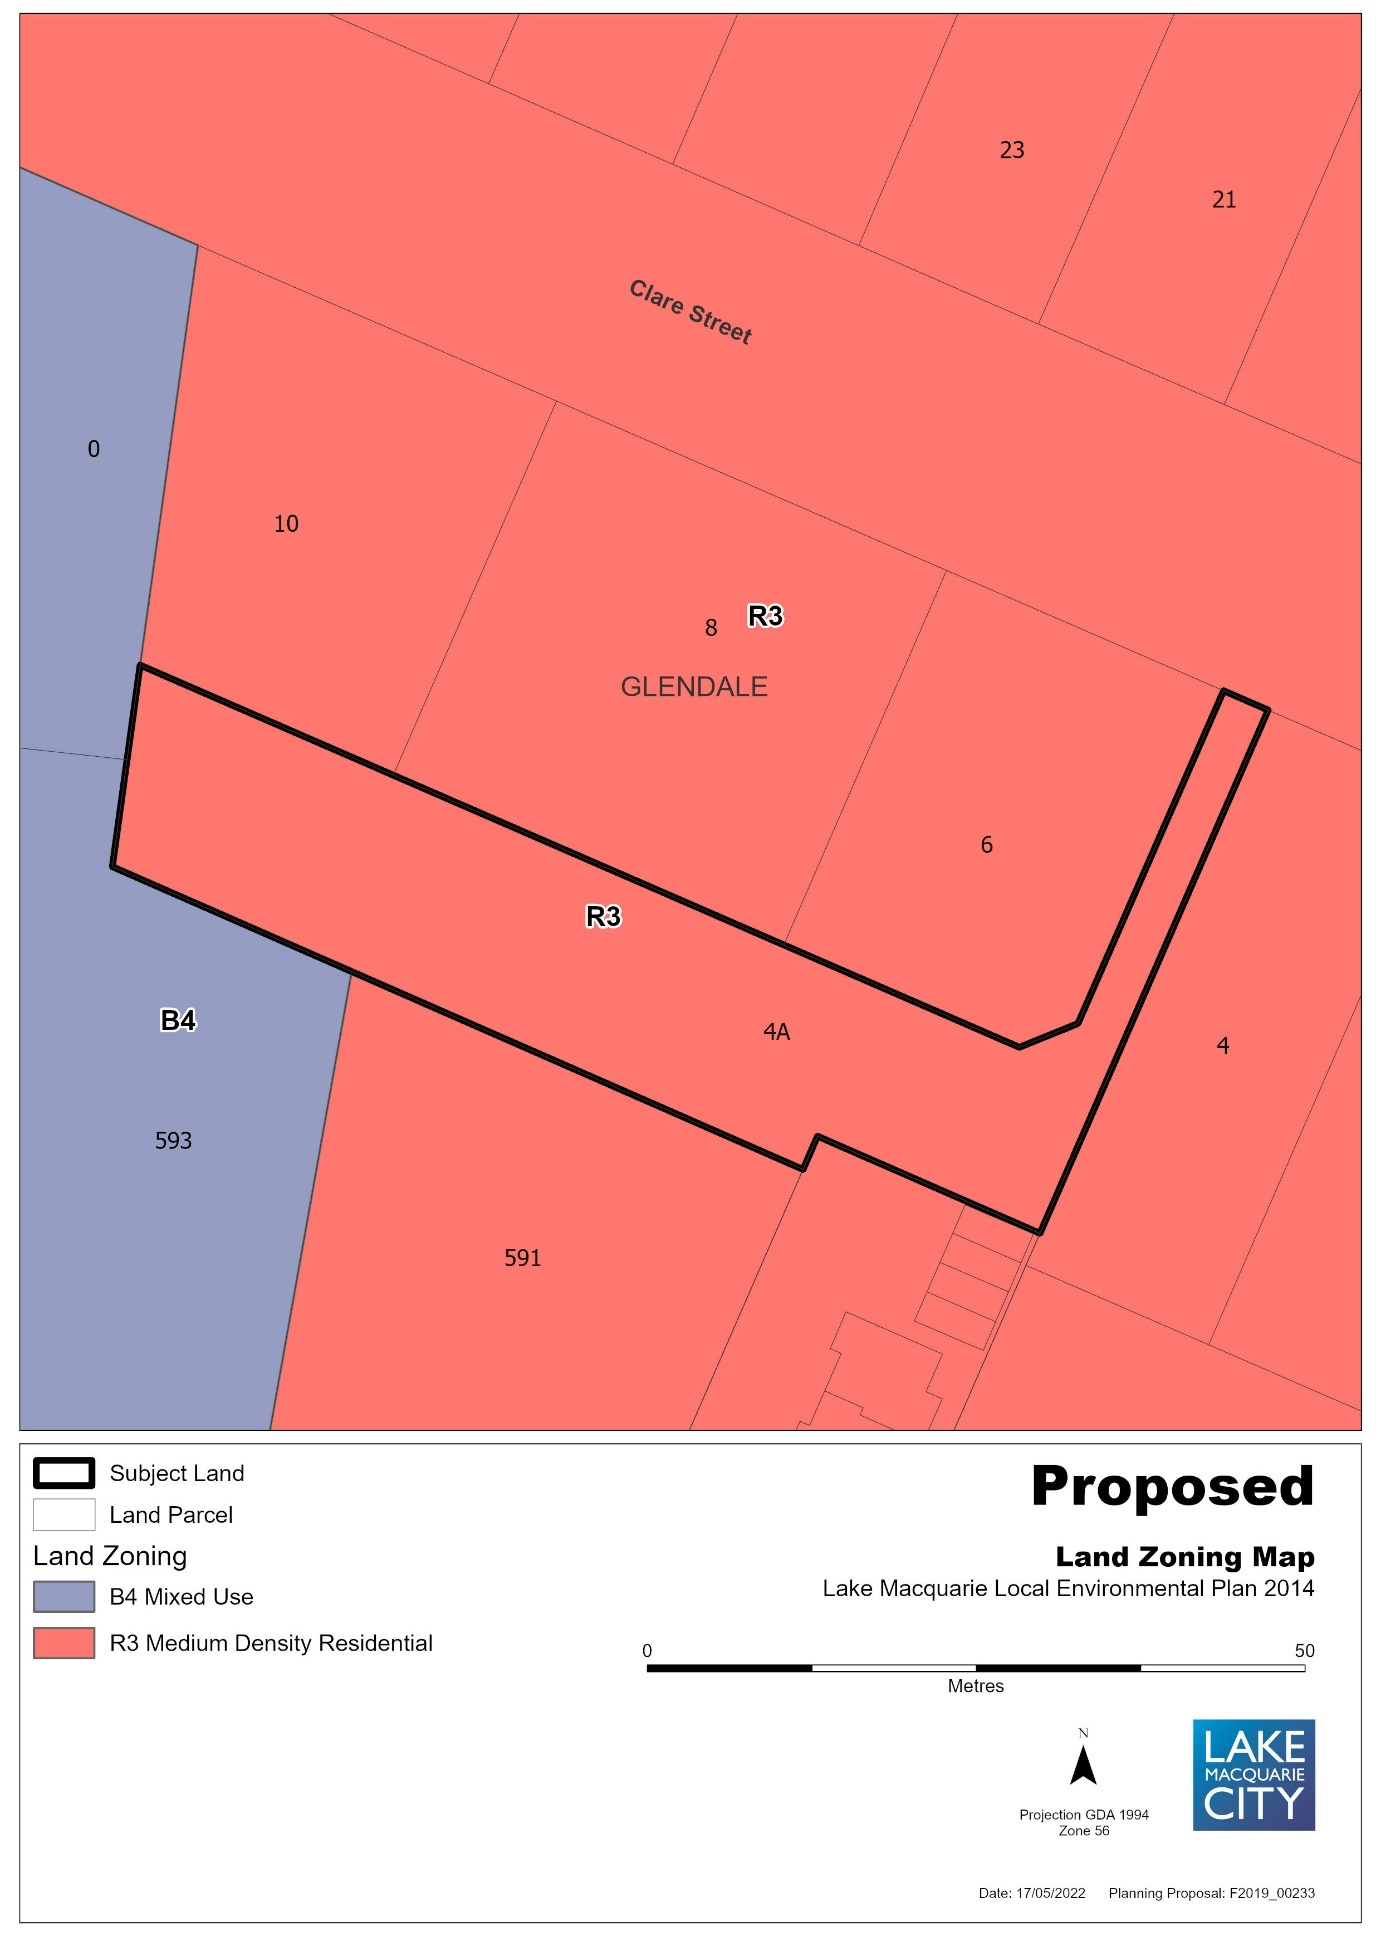 23
21
Clare Street
0
10
8
R3
GLENDALE
6
R3
B4
4A
4
593
591
Subject Land
Land Parcel
Land Zoning
B4 Mixed Use
R3 Medium Density Residential
Proposed
Land Zoning Map
Lake Macquarie Local Environmental Plan 2014
0 50
Metres
N
Projection GDA 1994
Zone 56
LAKE
MACQUARIE
CITY
Date: 17/05/2022 Planning Proposal: F2019_00233